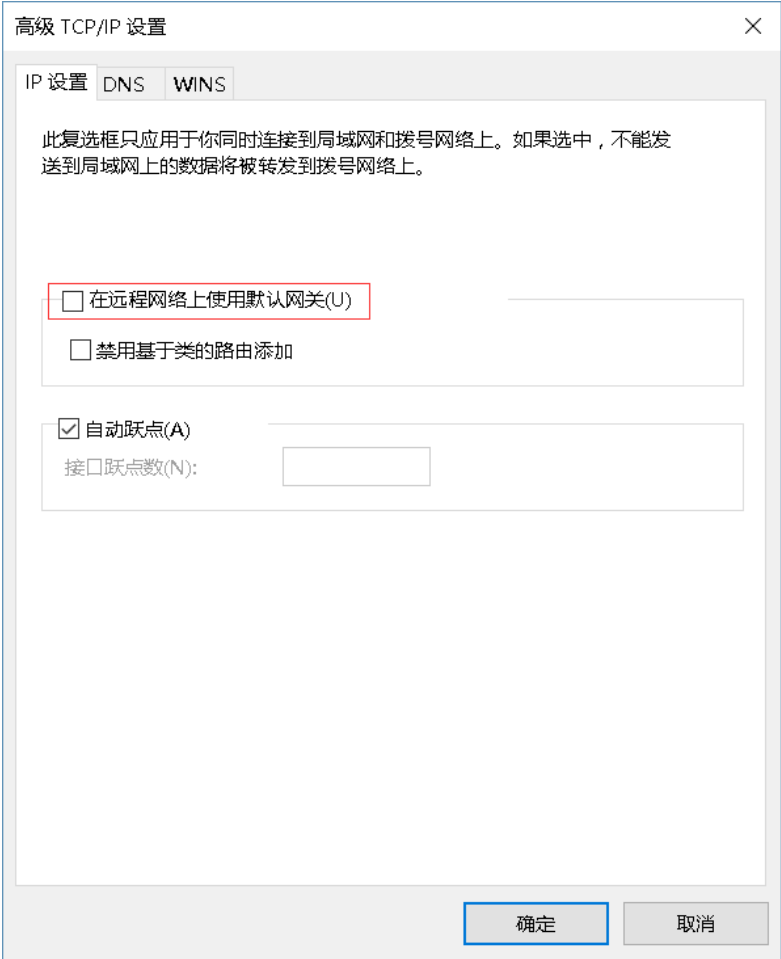 高级 TCP/IP 设置
IP 设置 DNS WINS
此复选框只应用于你同时连接到局域网和拨号网络上。如果选中，不能发
送到局域网上的数据将被转发到拨号网络上。
在远程网络上使用默认网关(U)
禁用基于类的路由添加
自动跃点(A)
接口跃点数(N):
确定 取消